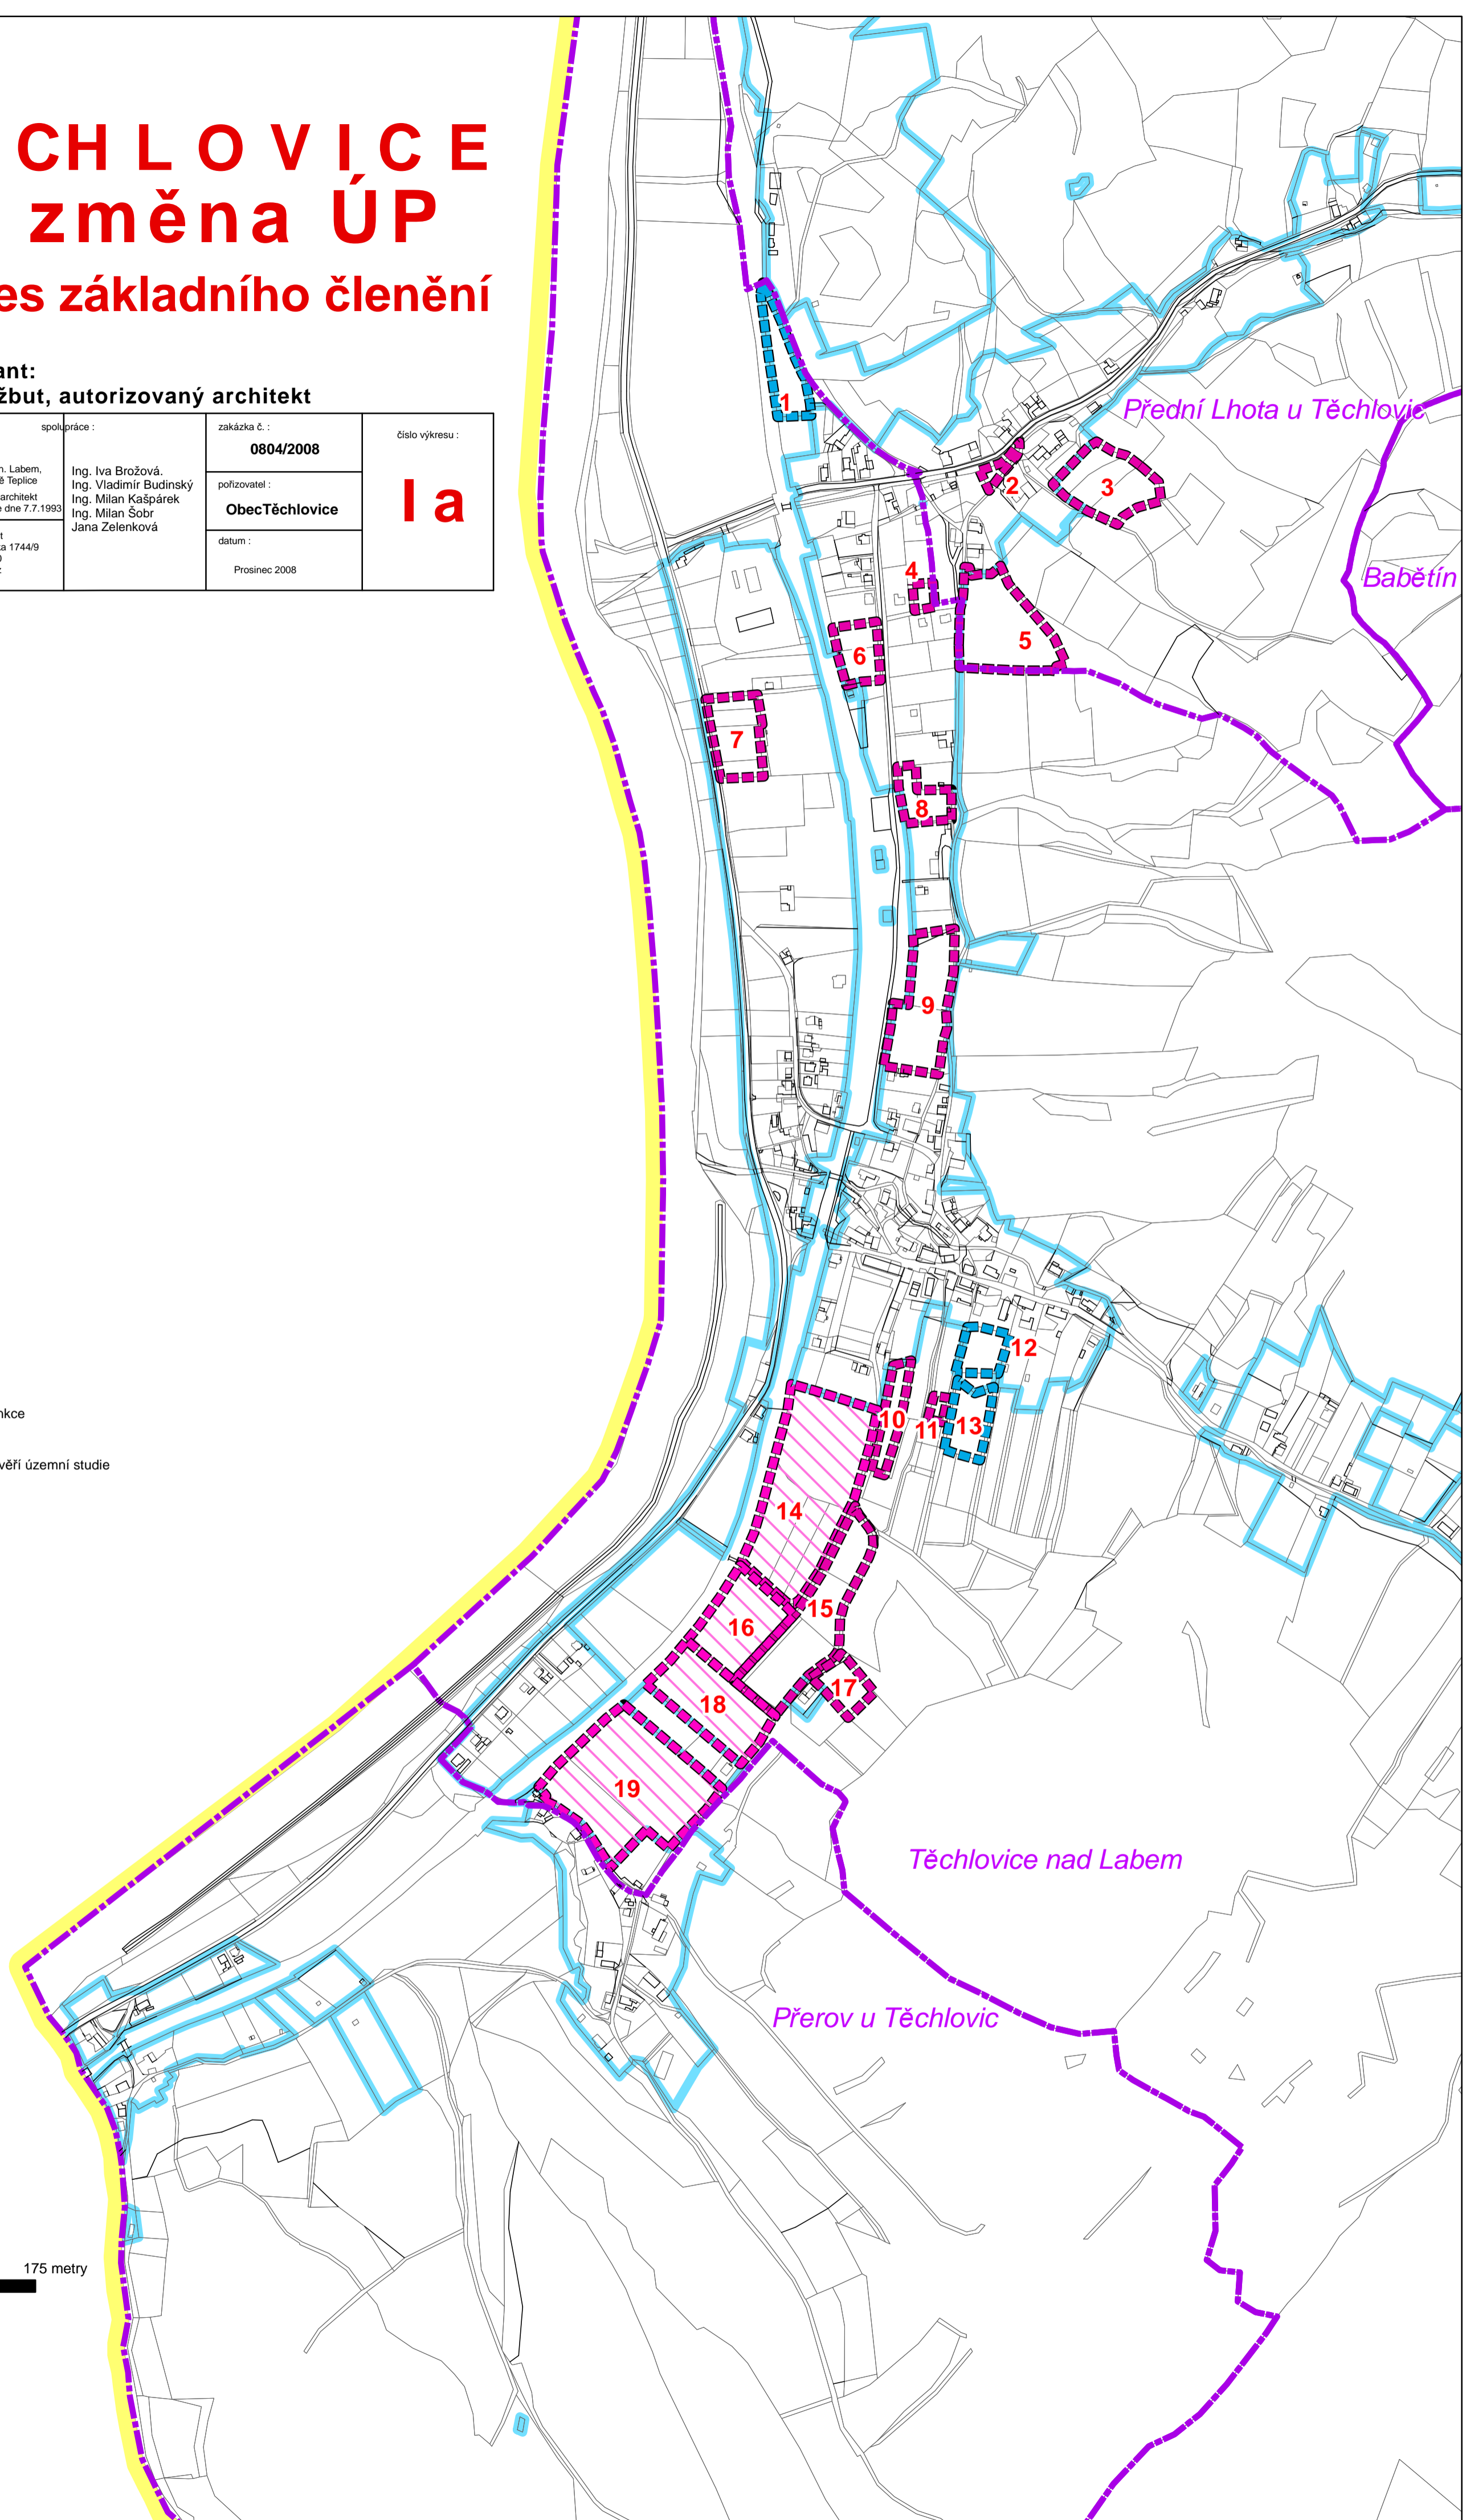 CHLOVICE
změna ÚP
es základního členění
ant:
žbut, autorizovaný architekt
spolupráce :
n. Labem,
ě Teplice
architekt
e dne 7.7.1993
t
ka 1744/9
0
z
Ing. Iva Brožová.
Ing. Vladimír Budinský
Ing. Milan Kašpárek
Ing. Milan Šobr
Jana Zelenková
zakázka č. :
0804/2008
pořizovatel :
ObecTěchlovice
datum :
Prosinec 2008
číslo výkresu :
I a
1
Přední Lhota u Těchlovic
2
3
4
Babětín
5
6
7
8
9
12
10
11
13
nkce
věří územní studie
14
15
16
17
18
19
Těchlovice nad Labem
Přerov u Těchlovic
175 metry